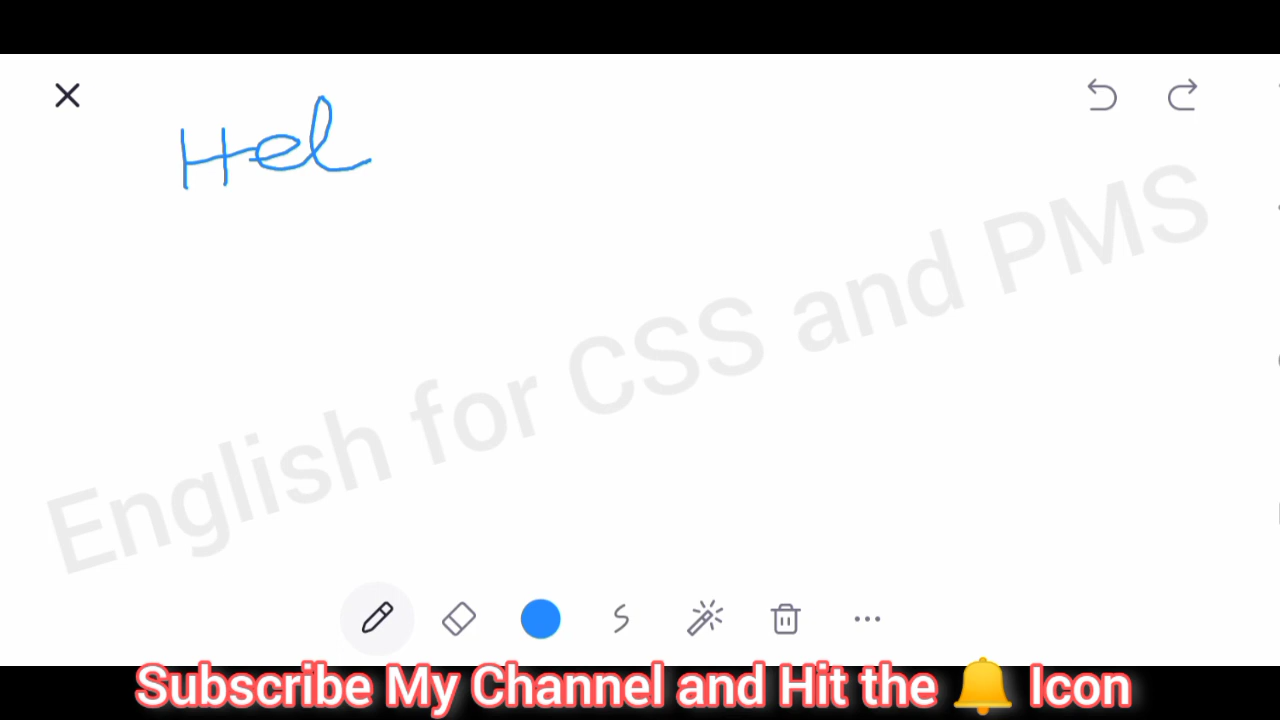 Hel
English for CSS and PMS
Subscribe My Channel and Hit the 🔔 Icon